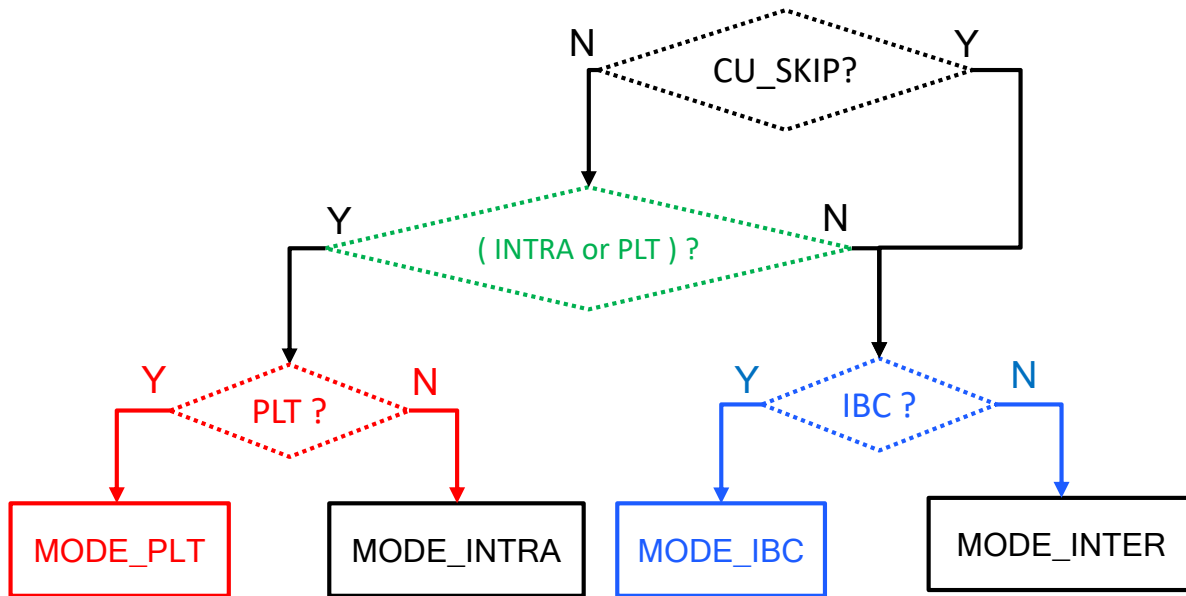 N
Y
CU_SKIP?
Y
N
( INTRA or PLT ) ?
Y
N
PLT ?
Y
N
IBC ?
MODE_PLT
MODE_INTRA
MODE_IBC
MODE_INTER